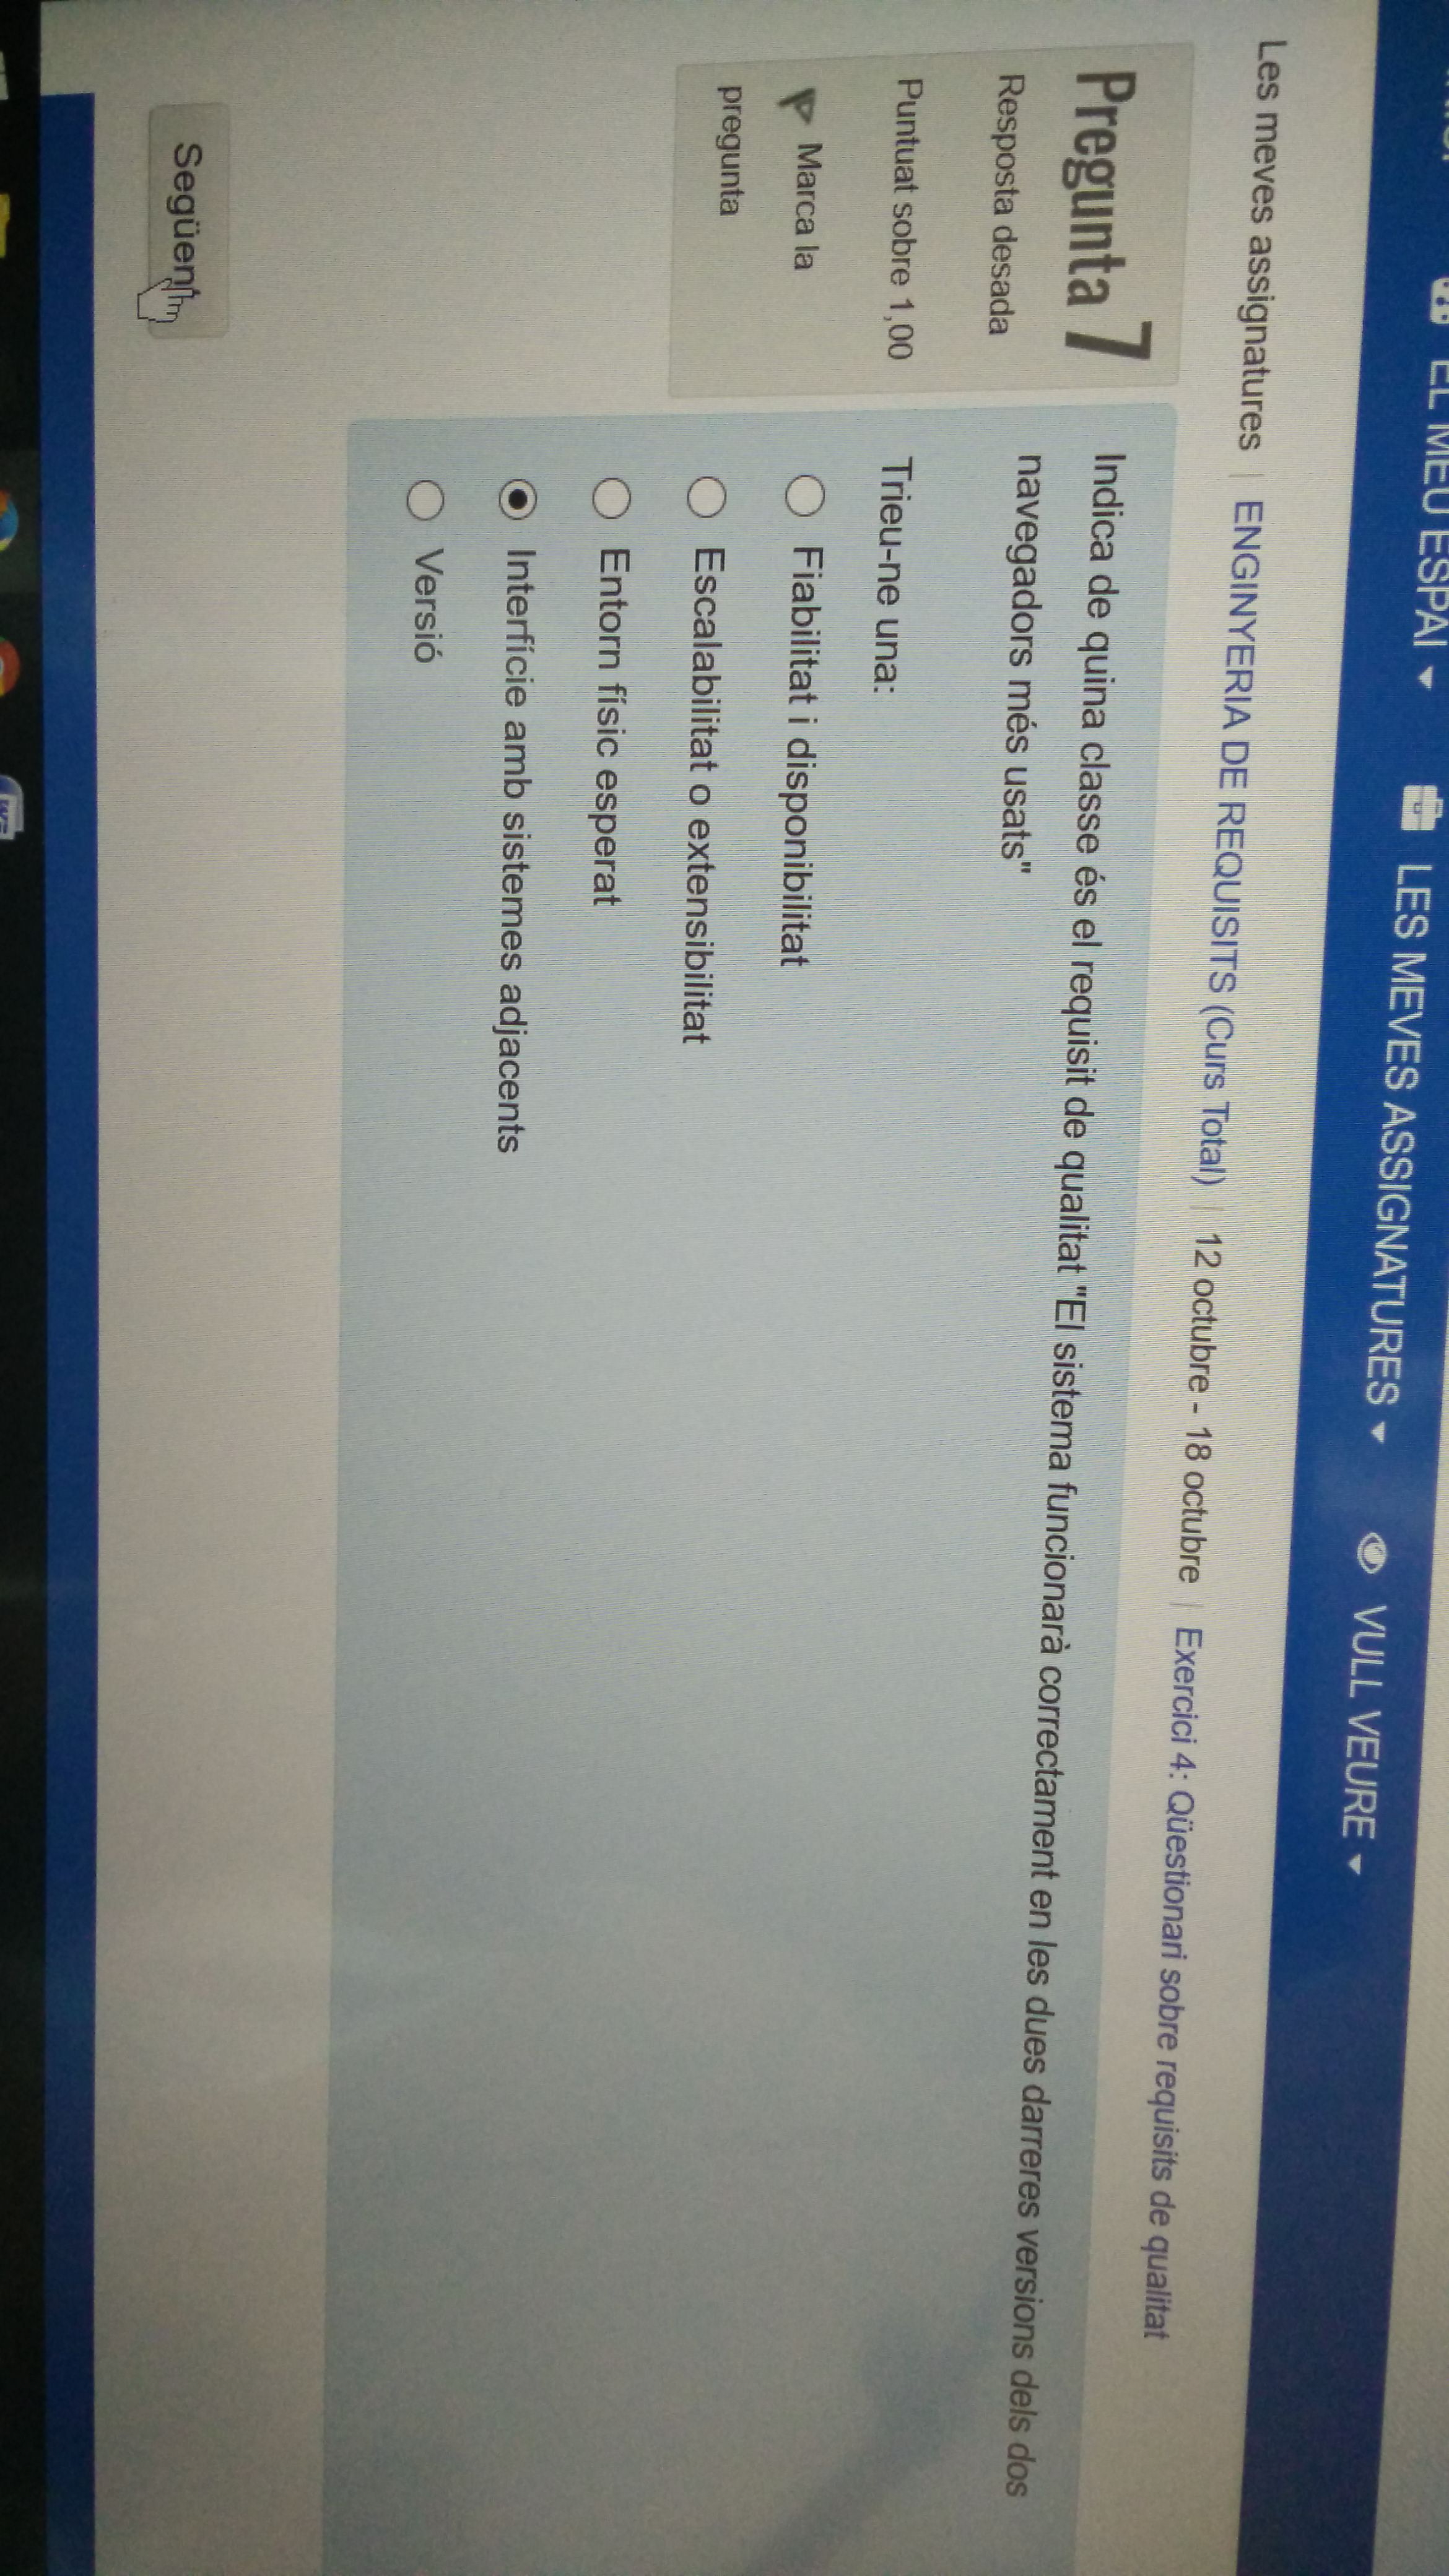 EL MEU ESPAI
LES MEVES ASSIGNATURES
VULL VEURE
Les meves assignatures | ENGINYERIA DE REQUISITS (Curs Total) | 12 octubre - 18 octubre | Exercici 4: Qüestionari sobre requisits de qualitat
Pregunta 7
Resposta desada
Puntuat sobre 1,00
Marca la
pregunta
Indica de quina classe és el requisit de qualitat "El sistema funcionarà correctament en les dues darreres versions dels dos
navegadors més usats"
Trieu-ne una:
Fiabilitat i disponibilitat
Escalabilitat o extensibilitat
Entorn físic esperat
Interfície amb sistemes adjacents
Versió
Següent